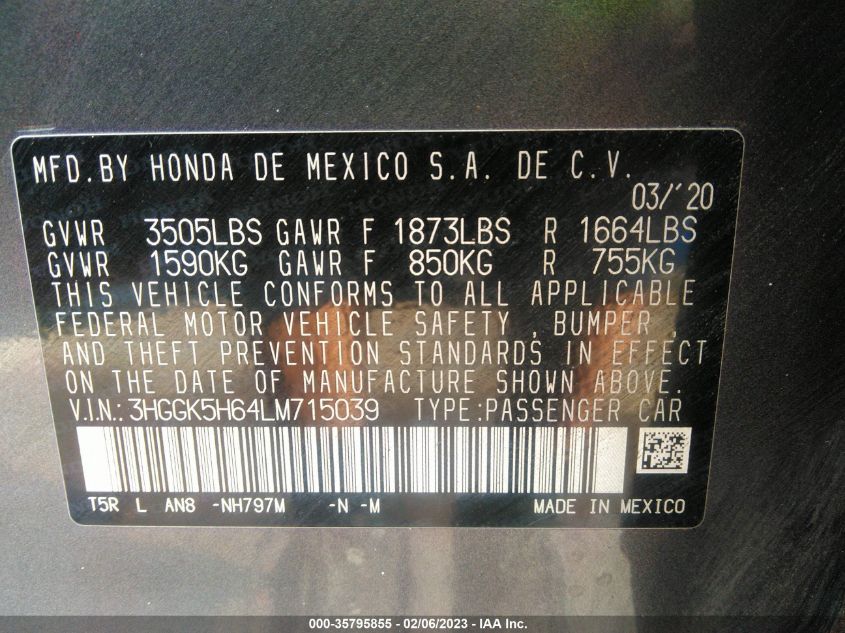 MFD.BY HONDA DE MEXICO S.A. DE C.V.
03/'20
GVWR 3505LBS GAWR F 1873LBS R 1664LBS
GVWR 1590KG GAWR F 850KG R 755KG
THIS VEHICLE CONFORMS TO ALL APPLICABLE
FEDERAL MOTOR VEHICLE SAFETY , BUMPER ,
AND THEFT PREVENTION STANDARDS IN EFFECT
ON THE DATE OF MANUFACTURE SHOWN ABOVE.
V.I.N.: 3HGGK5H64LM715039 TYPE:PASSENGER CAR
T5R L AN8 -NH797M -N -M MADE IN MEXICO
000-35795855 - 02/06/2023 - IAA Inc.